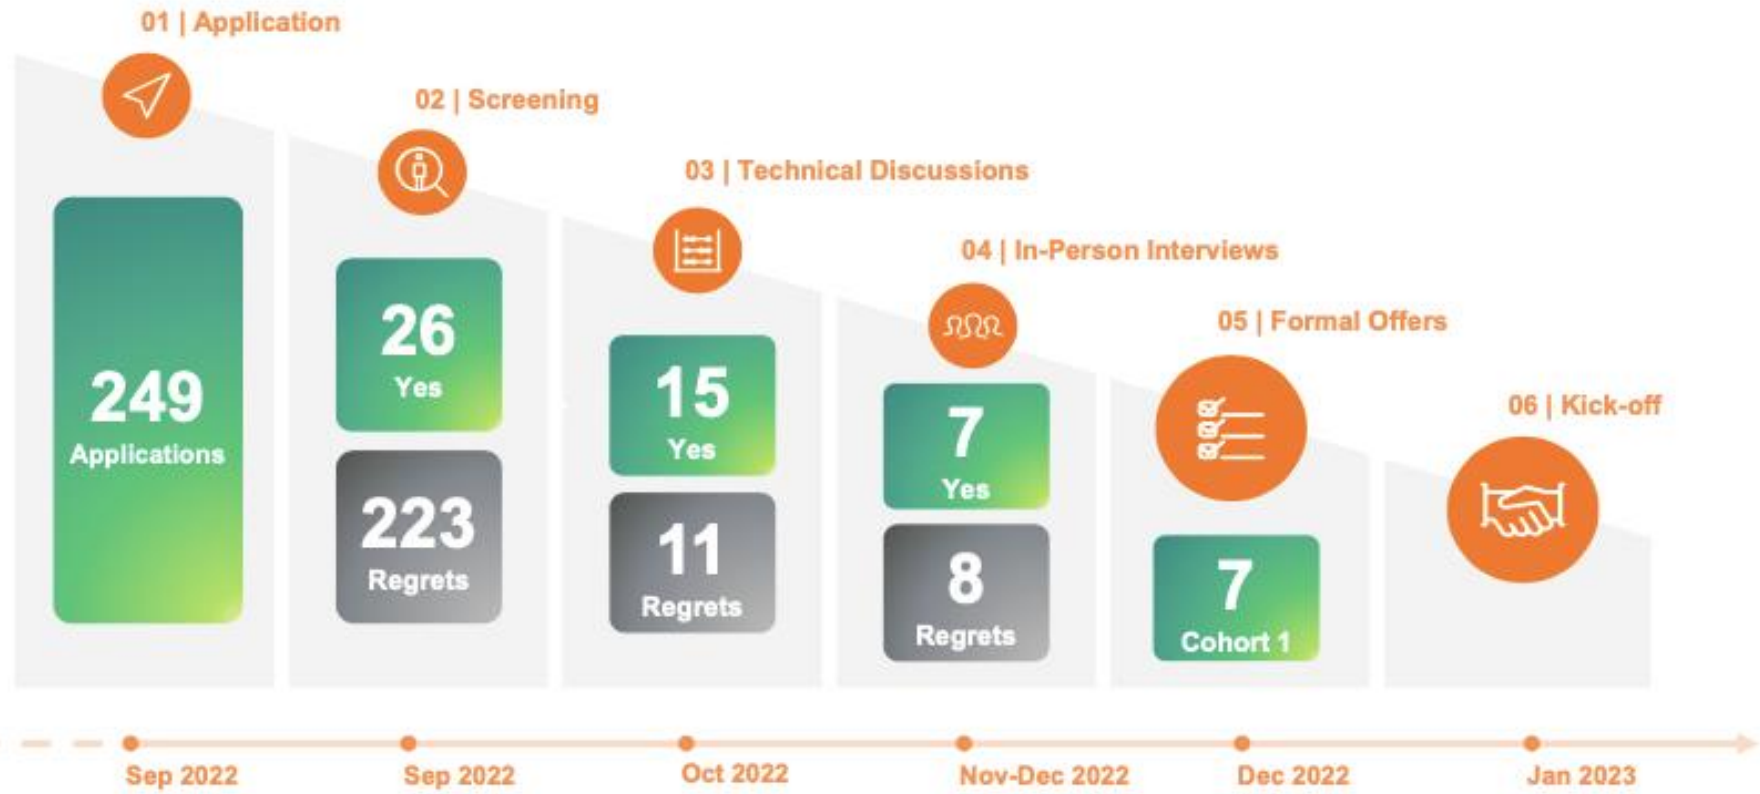 01 | Application
02 | Screening
03 | Technical Discussions
04 | In-Person Interviews
05 | Formal Offers
06 | Kick-off
249
Applications
26
Yes
223
Regrets
15
Yes
11
Regrets
7
Yes
8
Regrets
7
Cohort 1
Sep 2022
Sep 2022
Oct 2022
Nov-Dec 2022
Dec 2022
Jan 2023